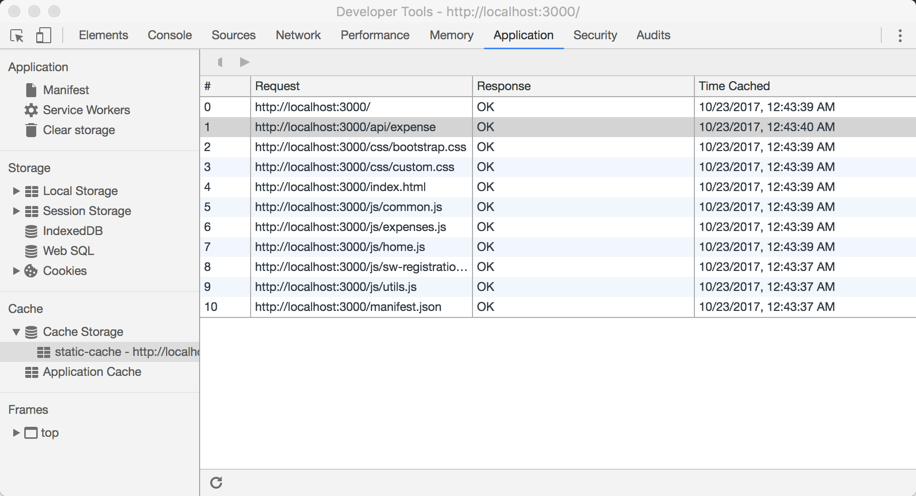 Developer Tools - http://localhost:3000/
Elements Console Sources Network Performance Memory Application Security Audits
Application
Manifest
Service Workers
Clear storage
Storage
Local Storage
Session Storage
IndexedDB
Web SQL
Cookies
Cache
Cache Storage
static-cache - http://localho
Application Cache
Frames
top
# Request Response Time Cached
0 http://localhost:3000/ OK 10/23/2017, 12:43:39 AM
1 http://localhost:3000/api/expense OK 10/23/2017, 12:43:40 AM
2 http://localhost:3000/css/bootstrap.css OK 10/23/2017, 12:43:39 AM
3 http://localhost:3000/css/custom.css OK 10/23/2017, 12:43:39 AM
4 http://localhost:3000/index.html OK 10/23/2017, 12:43:39 AM
5 http://localhost:3000/js/common.js OK 10/23/2017, 12:43:39 AM
6 http://localhost:3000/js/expenses.js OK 10/23/2017, 12:43:39 AM
7 http://localhost:3000/js/home.js OK 10/23/2017, 12:43:39 AM
8 http://localhost:3000/js/sw-registratio… OK 10/23/2017, 12:43:37 AM
9 http://localhost:3000/js/utils.js OK 10/23/2017, 12:43:37 AM
10 http://localhost:3000/manifest.json OK 10/23/2017, 12:43:37 AM